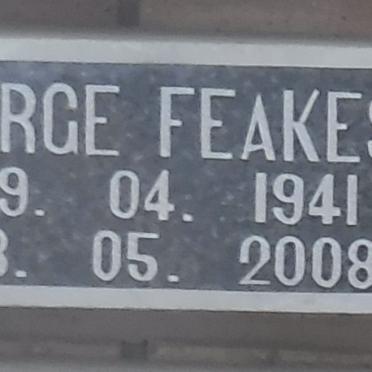 RGE FEAKES
9. 04. 1941
3. 05. 2008